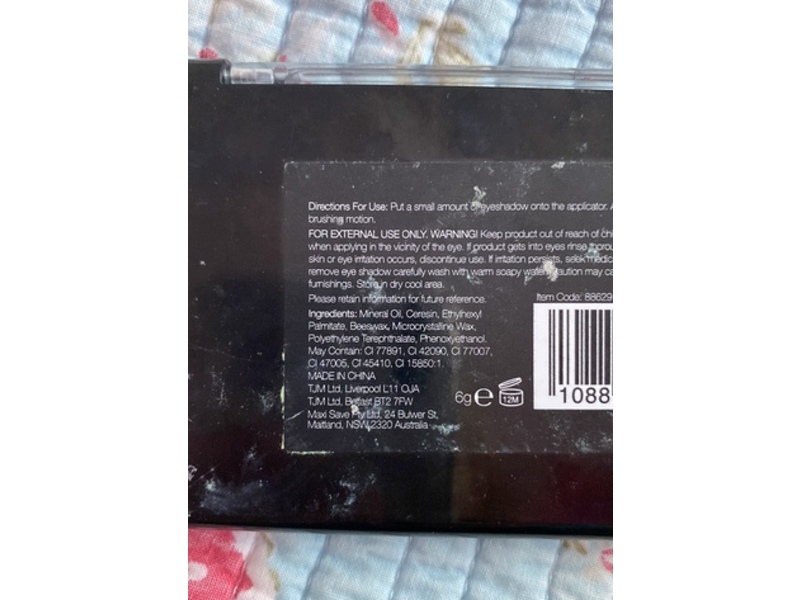 Directions For Use: Put a small amount of eyeshadow onto the applicator. A
brushing motion.
FOR EXTERNAL USE ONLY. WARNING! Keep product out of reach of chi
when applying in the vicinity of the eye. If product gets into eyes rinse thorou
skin or eye irritation occurs, discontinue use. If irritation persists, seek medic
remove eye shadow carefully wash with warm soapy water. Caution may ca
furnishings. Store in dry cool area.
Please retain information for future reference.
Item Code: 88629
Ingredients: Mineral Oil, Ceresin, Ethylhexyl
Palmitate, Beeswax, Microcrystalline Wax,
Polyethylene Terephthalate, Phenoxyethanol.
May Contain: CI 77891, CI 42090, CI 77007,
CI 47005, CI 45410, CI 15850:1.
MADE IN CHINA
TJM Ltd. Liverpool L11 0JA
TJM Ltd, Belfast BT2 7FW
Maxi Save Pty Ltd, 24 Bulwer St,
Maitland, NSW 2320 Australia
6g e 12M
1088